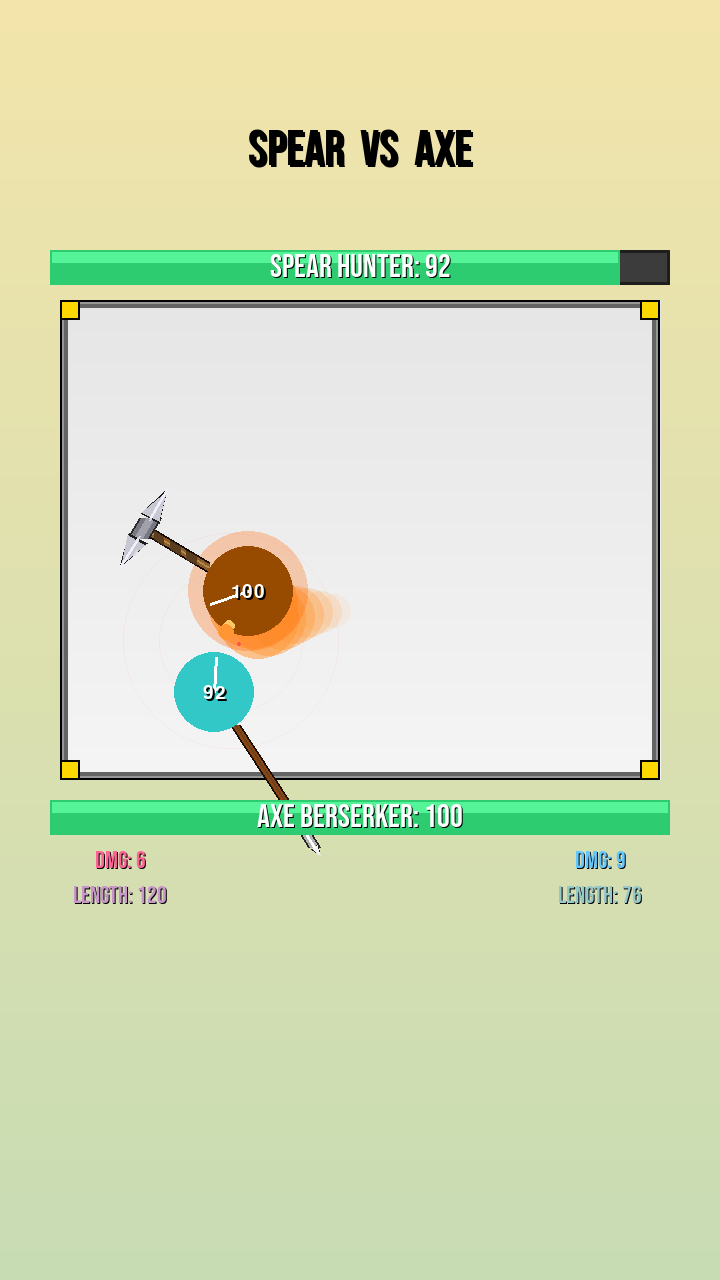 SPEAR VS AXE
SPEAR HUNTER: 92
100
92
AXE BERSERKER: 100
DMG: 6
DMG: 9
LENGTH: 120
LENGTH: 76